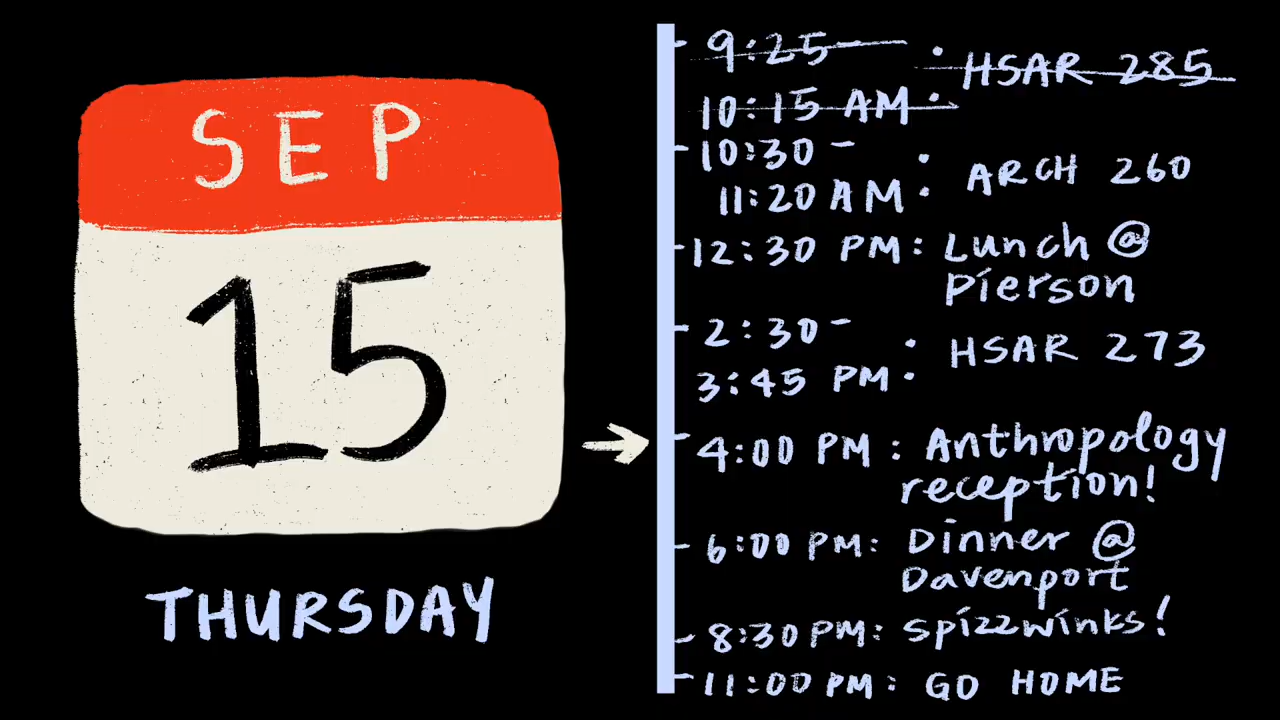 SEP
15
THURSDAY
9:25-
10:15 AM : HSAR 285
10:30-
11:20 AM : ARCH 260
12:30 PM: Lunch @
Pierson
2:30-
3:45 PM : HSAR 273
4:00 PM: Anthropology
reception!
6:00 PM: Dinner @
Davenport
8:30 PM: Spizzwinks!
11:00 PM: GO HOME